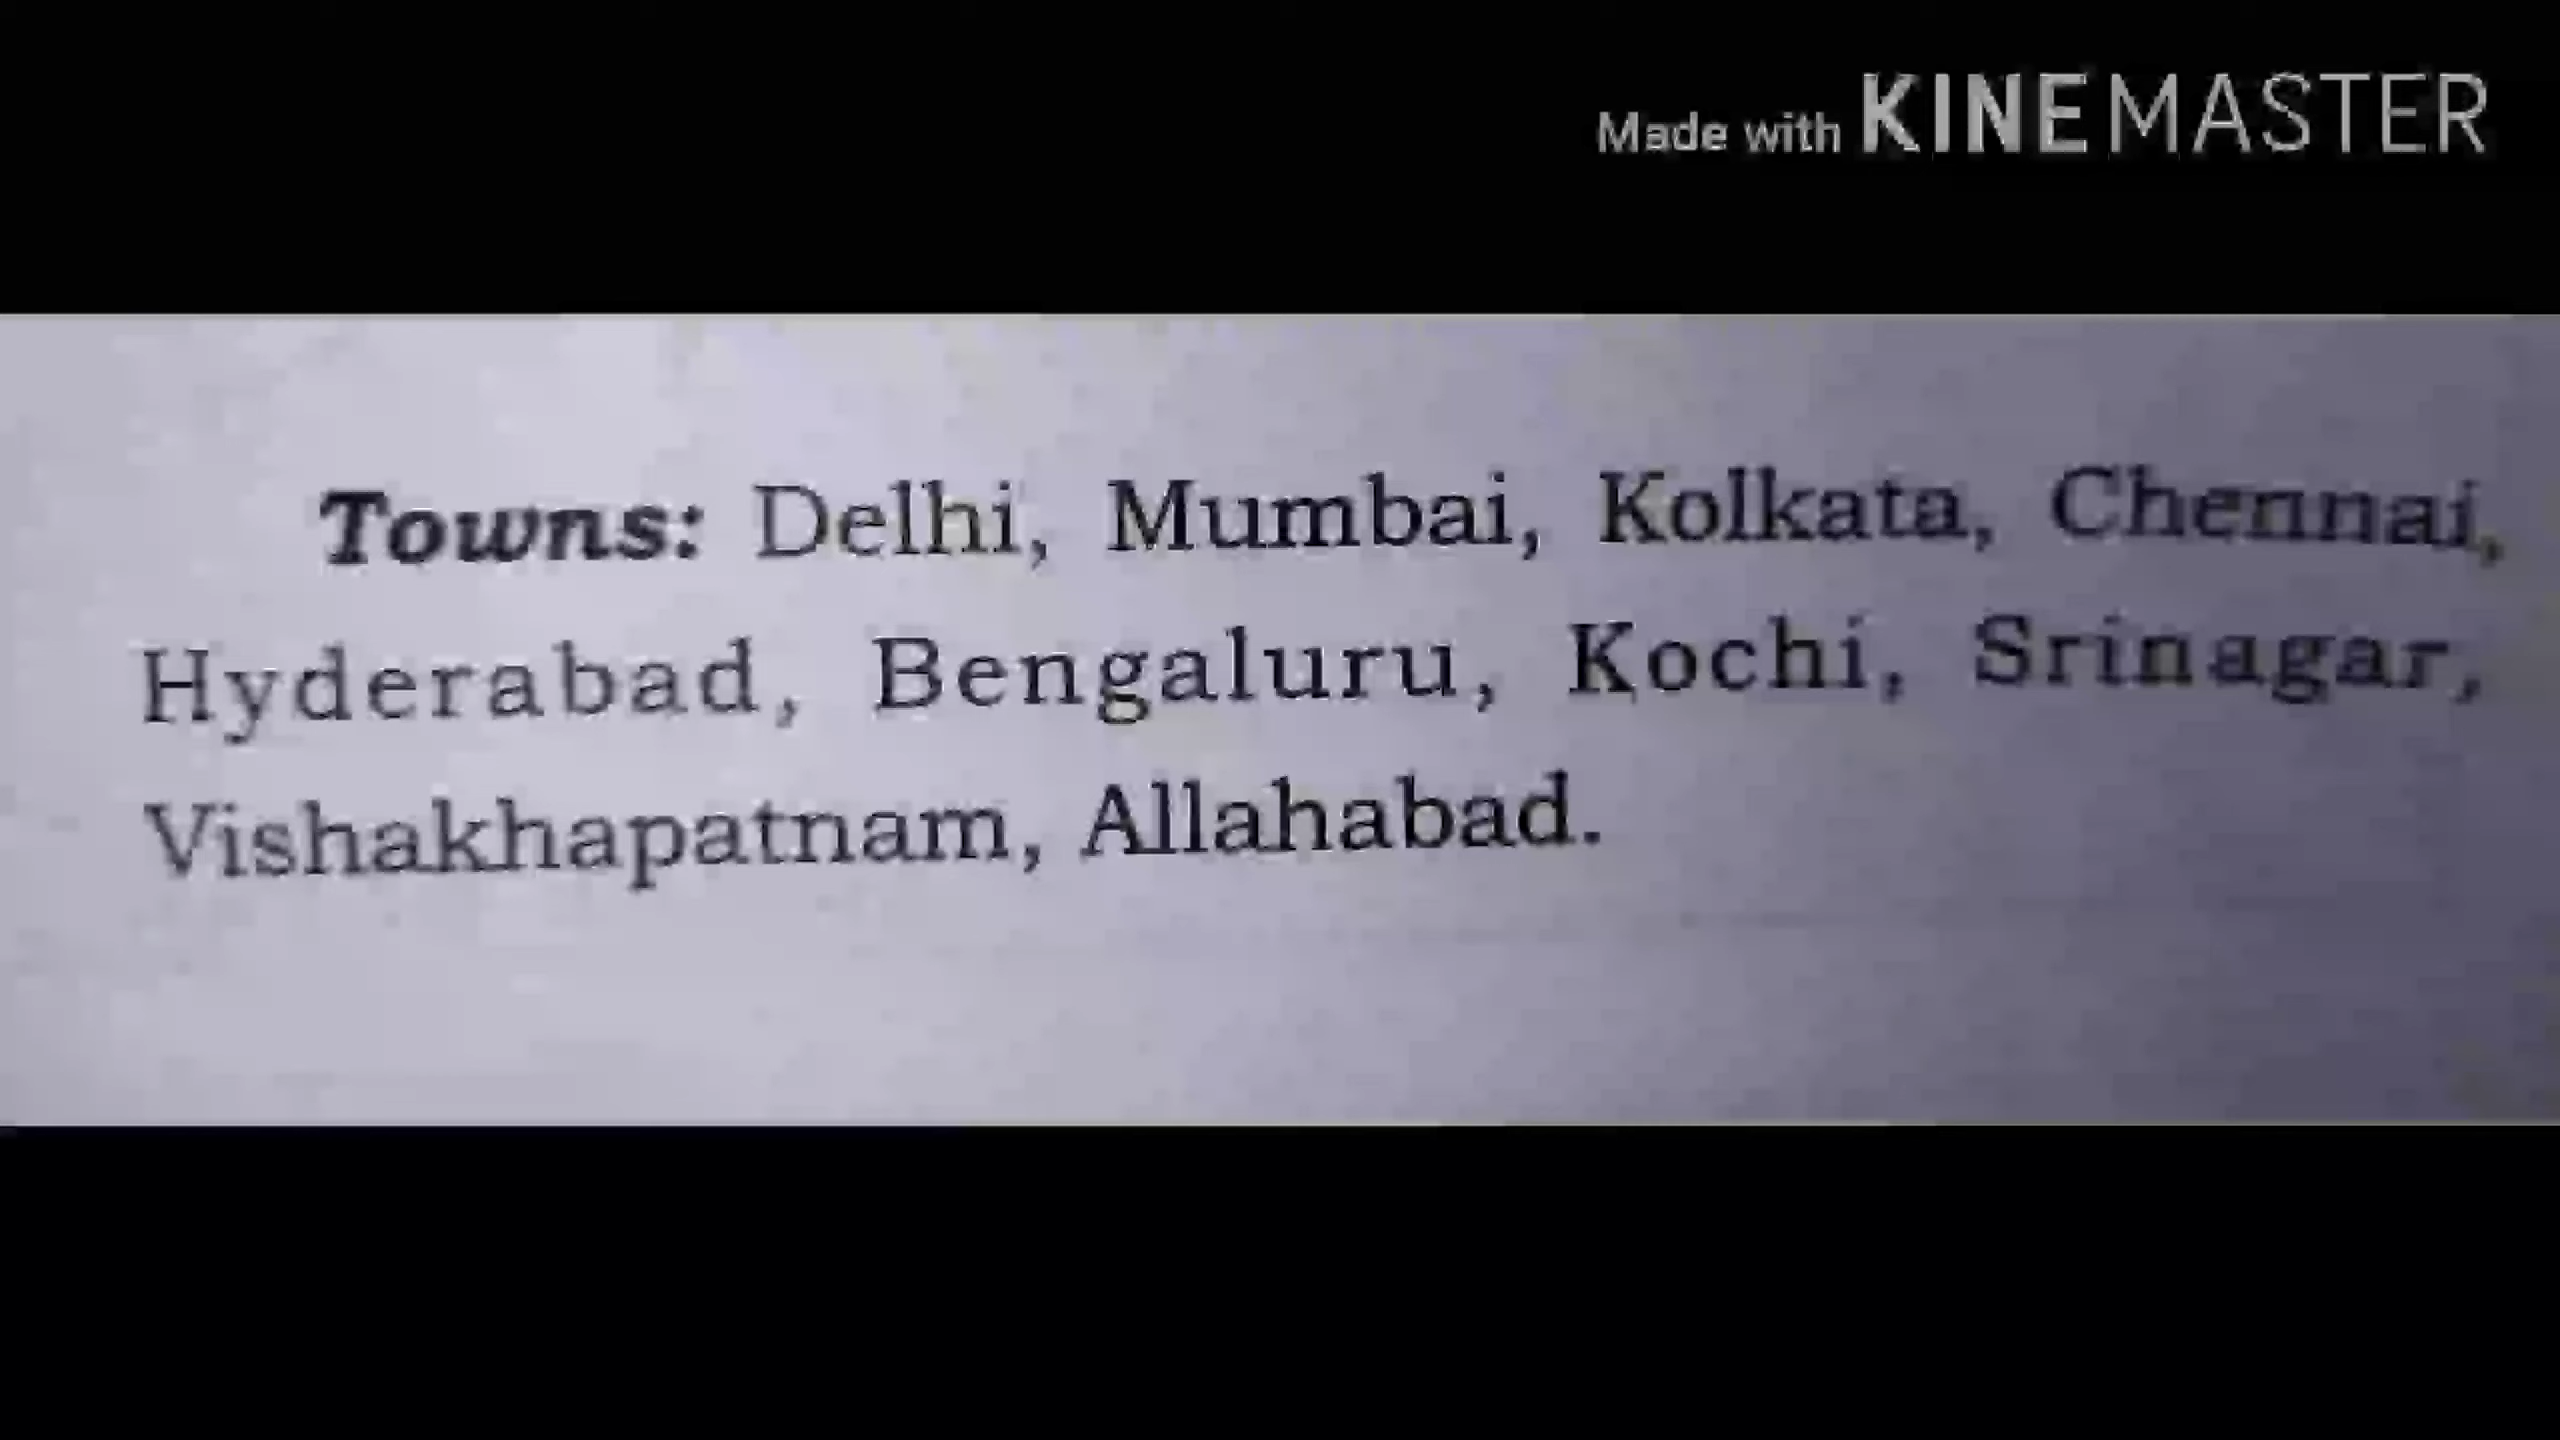 Made with KINEMASTER
Towns: Delhi, Mumbai, Kolkata, Chennai,
Hyderabad, Bengaluru, Kochi, Srinagar,
Vishakhapatnam, Allahabad.